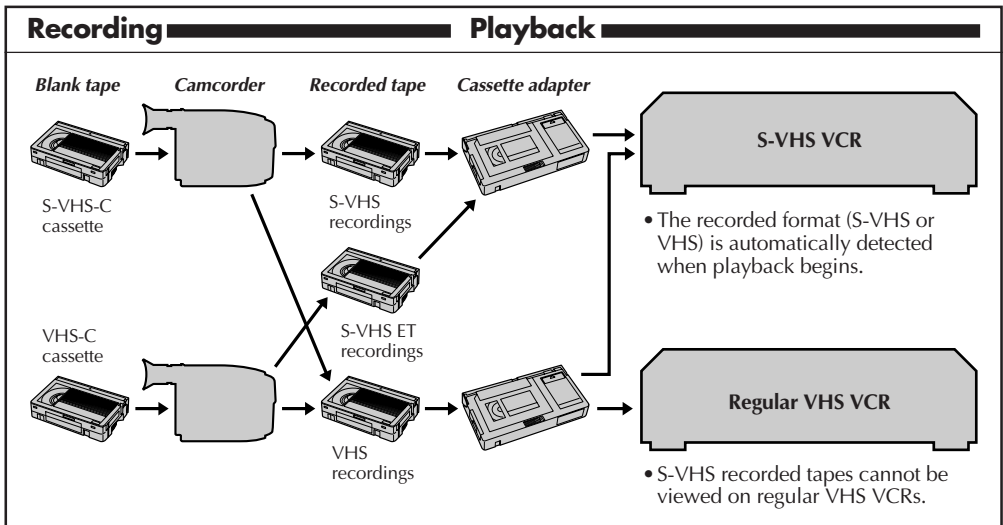 Recording
Playback
Blank tape
Camcorder
Recorded tape
Cassette adapter
S-VHS-C
cassette
S-VHS
recordings
S-VHS VCR
• The recorded format (S-VHS or
VHS) is automatically detected
when playback begins.
S-VHS ET
recordings
VHS-C
cassette
VHS
recordings
Regular VHS VCR
• S-VHS recorded tapes cannot be
viewed on regular VHS VCRs.